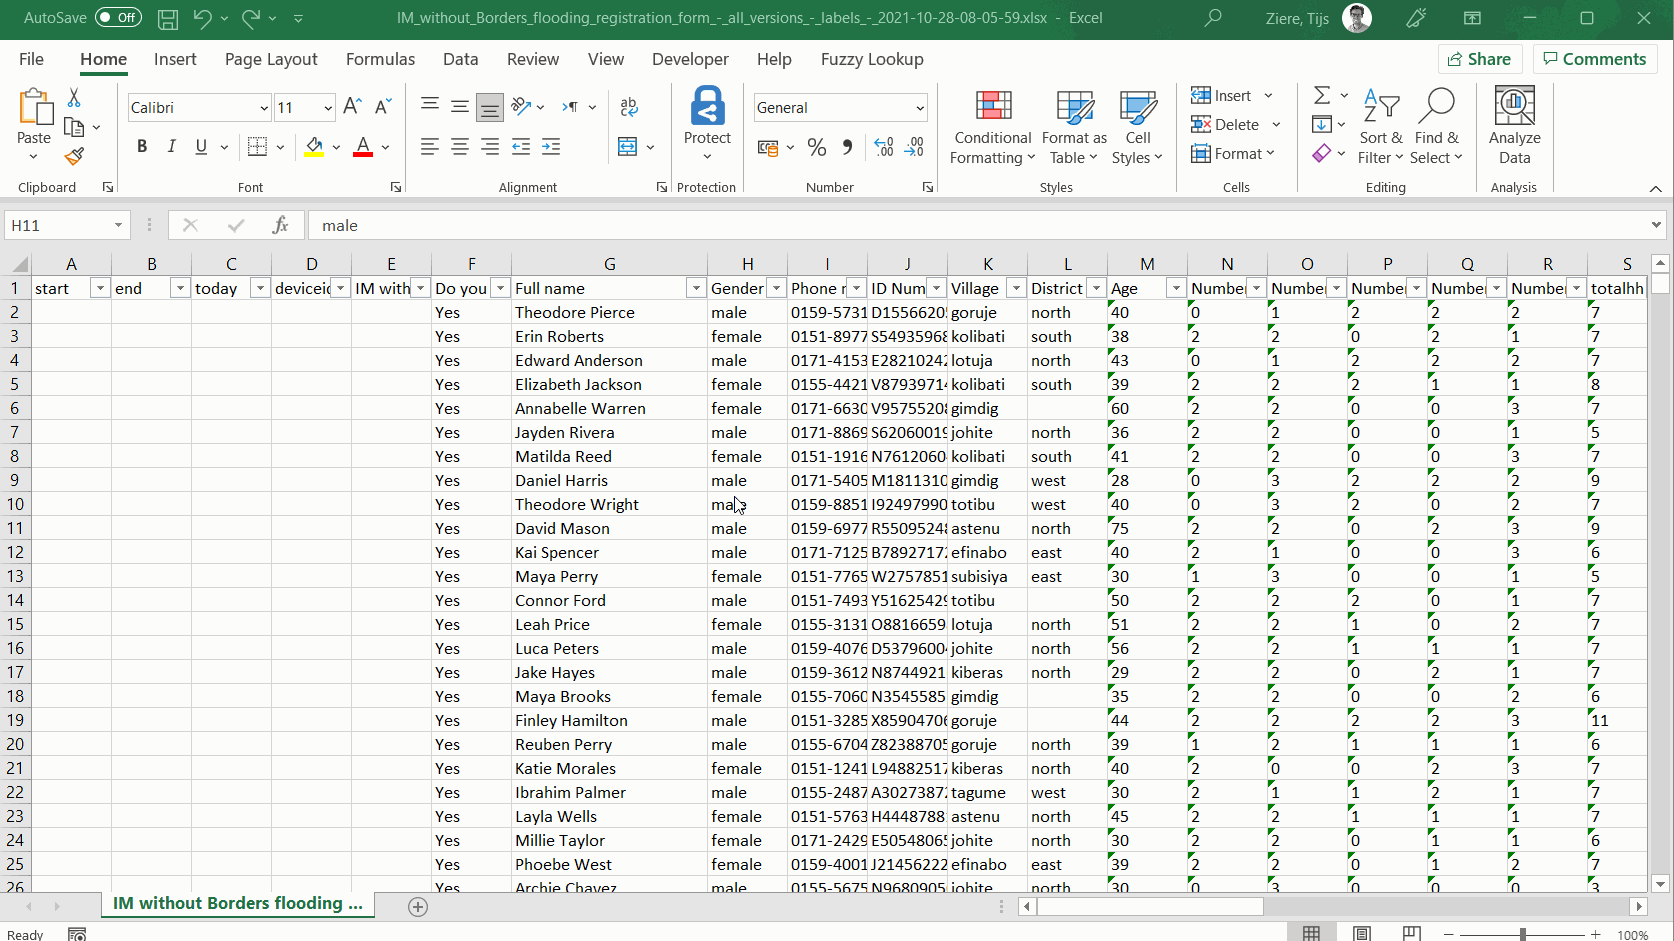 AutoSave Off IM_without_Borders_flooding_registration_form_-_all_versions_-_labels_-_2021-10-28-08-05-59.xlsx - Excel Ziere, Tijs
File Home Insert Page Layout Formulas Data Review View Developer Help Fuzzy Lookup Share Comments
Paste Calibri 11 B I U A ab Protect General % Conditional Formatting Format as Table Cell Styles Insert Delete Format Sort & Filter Find & Select Analyze Data
Clipboard Font Alignment Protection Number Styles Cells Editing Analysis
H11 fx male
A B C D E F G H I J K L M N O P Q R S
1 start end today deviceid IM with Do you Full name Gender Phone r ID Num Village District Age Number Number Number Number Number totalhh
2 Yes Theodore Pierce male 0159-5731 D1556620 goruje north 40 0 1 2 2 2 7
3 Yes Erin Roberts female 0151-8977 S54935968 kolibati south 38 2 2 0 2 1 7
4 Yes Edward Anderson male 0171-4153 E28210242 lotuja north 43 0 1 2 2 2 7
5 Yes Elizabeth Jackson female 0155-4421 V87939714 kolibati south 39 2 2 2 1 1 8
6 Yes Annabelle Warren female 0171-6630 V95755208 gimdig 60 2 2 0 0 3 7
7 Yes Jayden Rivera male 0171-8869 S62060019 johite north 36 2 2 0 0 1 5
8 Yes Matilda Reed female 0151-1916 N7612060 kolibati south 41 2 2 0 0 3 7
9 Yes Daniel Harris male 0171-5405 M1811310 gimdig west 28 0 3 2 2 2 9
10 Yes Theodore Wright male 0159-8851 I92497990 totibu west 40 0 3 2 0 2 7
11 Yes David Mason male 0159-6977 R55095248 astenu north 75 2 2 0 2 3 9
12 Yes Kai Spencer male 0171-7125 B78927172 efinabo east 40 2 1 0 0 3 6
13 Yes Maya Perry female 0151-7765 W2757851 subisiya east 30 1 3 0 0 1 5
14 Yes Connor Ford male 0151-7493 Y51625429 totibu 50 2 2 2 0 1 7
15 Yes Leah Price female 0155-3131 O8816659 lotuja north 51 2 2 1 0 2 7
16 Yes Luca Peters male 0159-4076 D5379600 johite north 56 2 2 1 1 1 7
17 Yes Jake Hayes male 0159-3612 N8744921 kiberas north 29 2 2 0 2 1 7
18 Yes Maya Brooks female 0155-7060 N3545585 gimdig 35 2 2 0 0 2 6
19 Yes Finley Hamilton male 0151-3285 X85904706 goruje 44 2 2 2 2 3 11
20 Yes Reuben Perry male 0155-6704 Z82388705 goruje north 39 1 2 1 1 1 6
21 Yes Katie Morales female 0151-1241 L94882517 kiberas north 40 2 0 0 2 3 7
22 Yes Ibrahim Palmer male 0155-2487 A30273872 tagume west 30 2 1 1 2 1 7
23 Yes Layla Wells female 0151-5763 H4448788 astenu north 45 2 2 1 1 1 7
24 Yes Millie Taylor female 0171-2429 E50548065 johite north 30 2 2 0 1 1 6
25 Yes Phoebe West female 0159-4001 J21456222 efinabo east 39 2 2 0 1 2 7
26 Yes Archie Chavez male 0155-5675 N9680905 johite north 30 0 3 0 0 0 3
IM without Borders flooding ...
Ready 100%